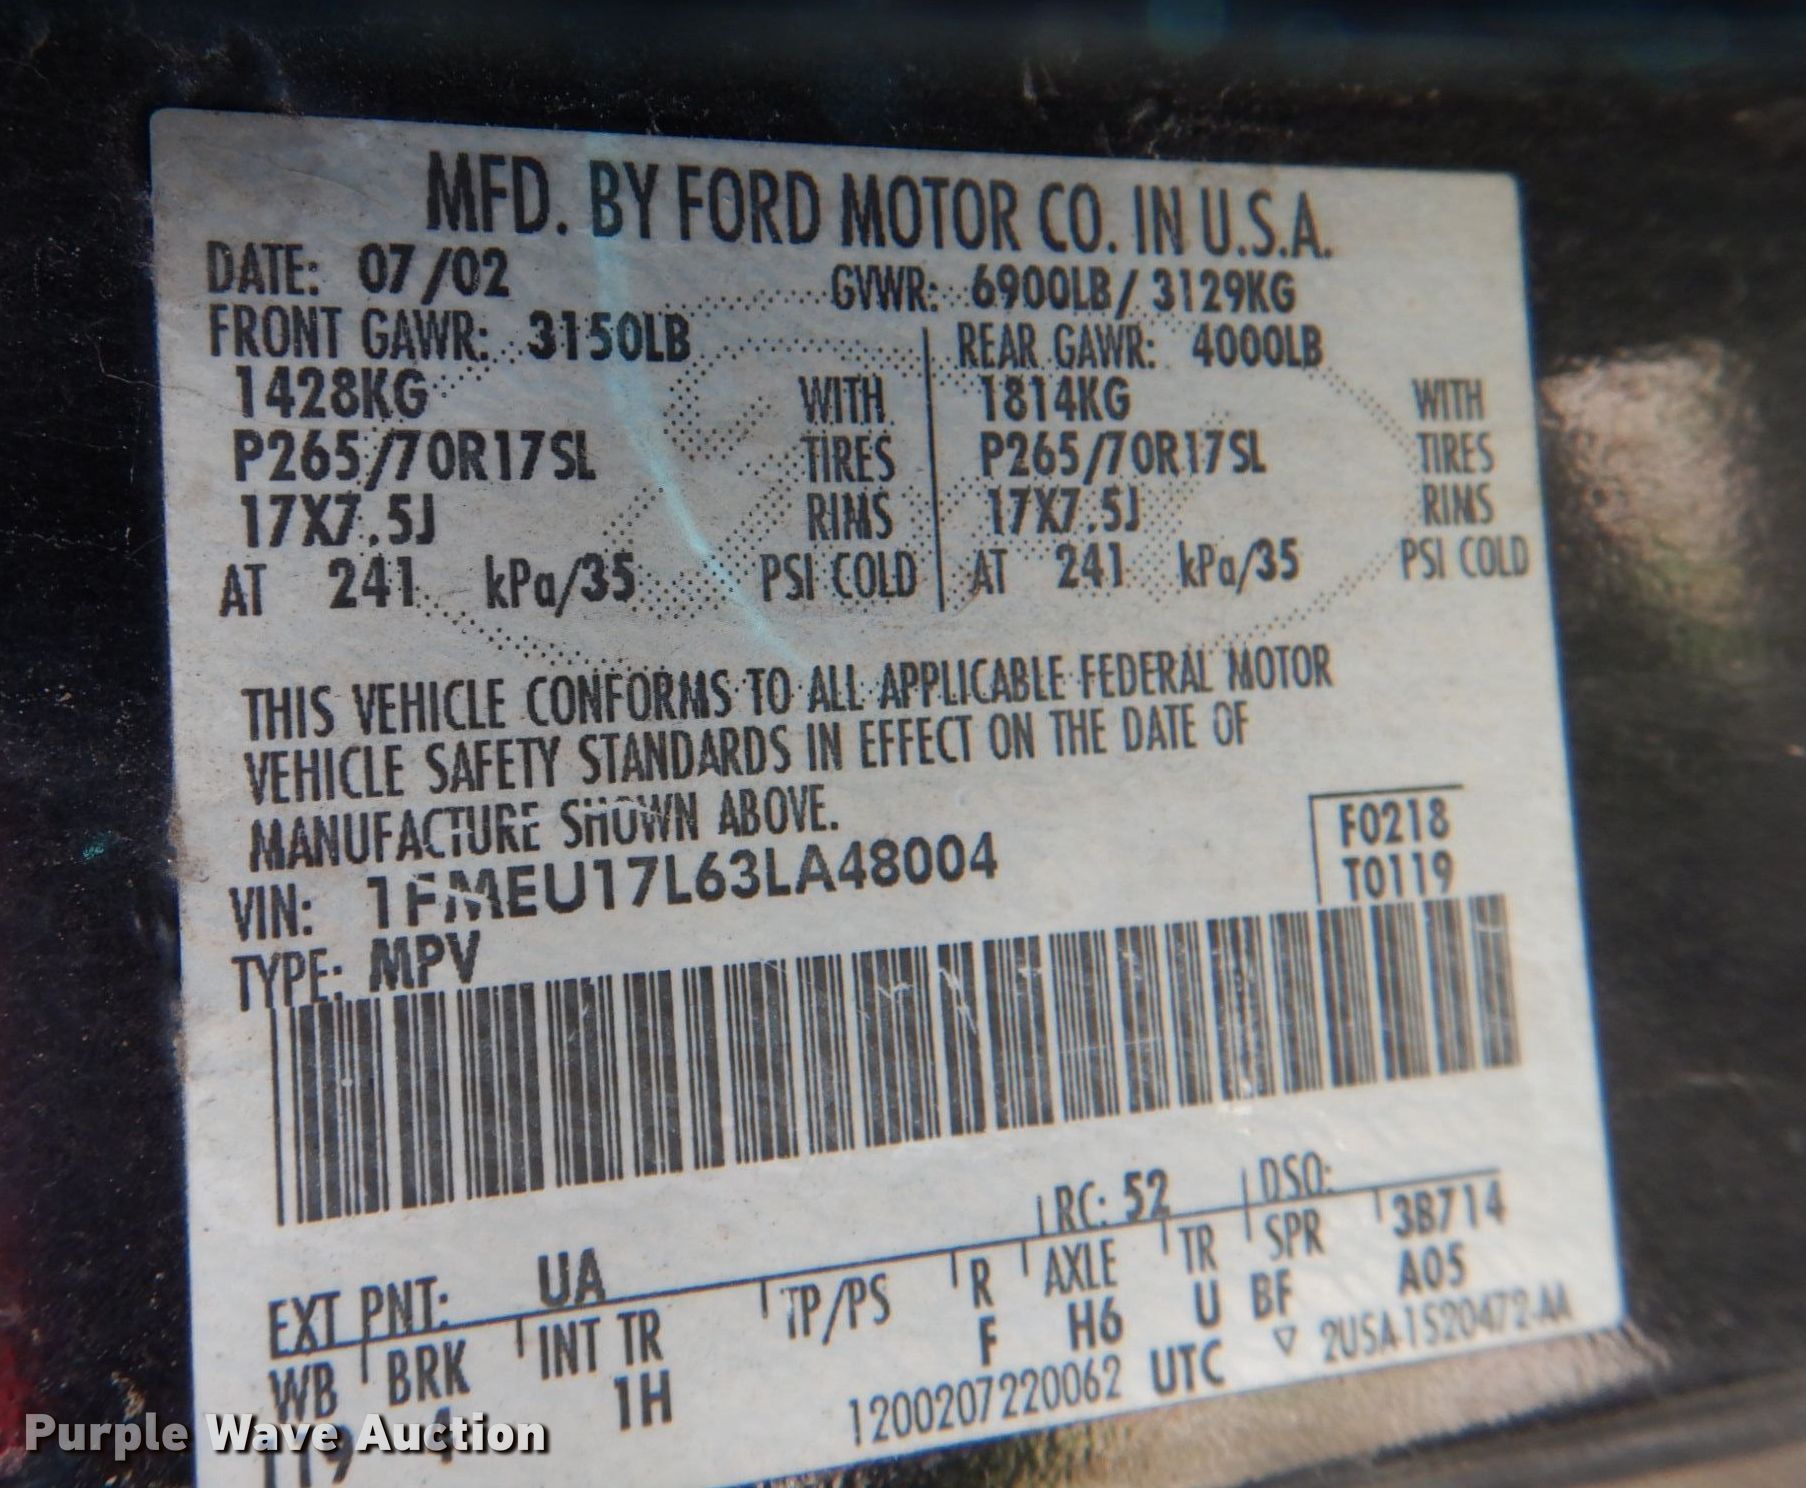 MFD. BY FORD MOTOR CO. IN U.S.A.
DATE: 07/02 GVWR: 6900LB/ 3129KG
FRONT GAWR: 3150LB REAR GAWR: 4000LB
1428KG WITH 1814KG WITH
P265/70R17SL TIRES P265/70R17SL TIRES
17X7.5J RIMS 17X7.5J RIMS
AT 241 kPa/35 PSI COLD AT 241 kPa/35 PSI COLD
THIS VEHICLE CONFORMS TO ALL APPLICABLE FEDERAL MOTOR
VEHICLE SAFETY STANDARDS IN EFFECT ON THE DATE OF
MANUFACTURE SHOWN ABOVE.
F0218
VIN: 1FMEU17L63LA48004 T0119
TYPE: MPV
RC: 52 DSO:
EXT PNT: UA 3B714
WB BRK INT TR TP/PS R AXLE TR SPR
119 4 1H F H6 U BF A05
1200207220062 UTC ▽ 2USA-1520472-AA
Purple Wave Auction